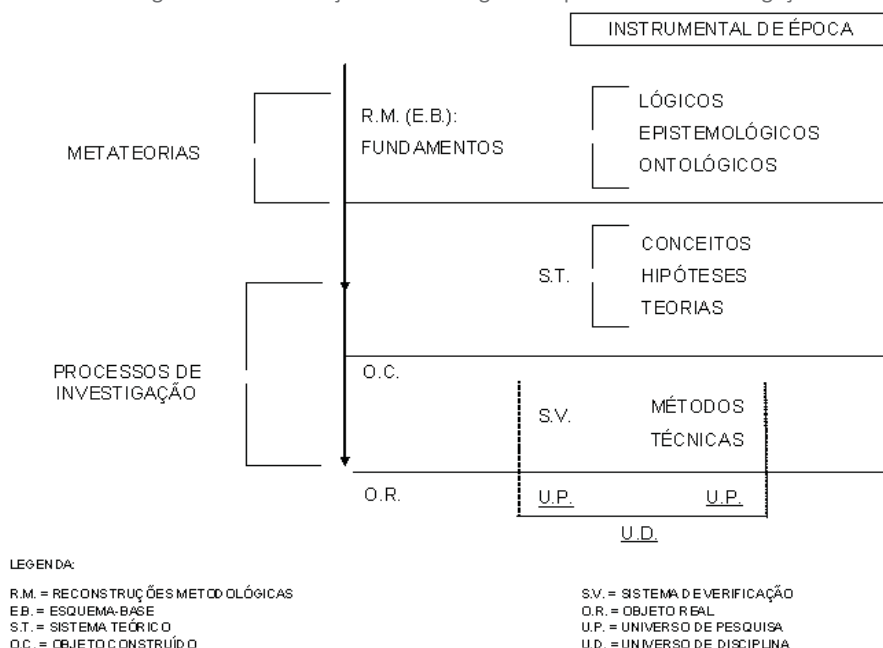 INSTRUMENTAL DE ÉPOCA
METATEORIAS
R.M. (E.B.):
FUNDAMENTOS
LÓGICOS
EPISTEMOLÓGICOS
ONTOLÓGICOS
S.T.
CONCEITOS
HIPÓTESES
TEORIAS
PROCESSOS DE
INVESTIGAÇÃO
O.C.
S.V.
MÉTODOS
TÉCNICAS
O.R.
U.P.
U.P.
U.D.
LEGENDA:
R.M. = RECONSTRUÇÕES METODOLÓGICAS
E.B. = ESQUEMA-BASE
S.T. = SISTEMA TEÓRICO
O.C. = OBJETO CONSTRUÍDO
S.V. = SISTEMA DE VERIFICAÇÃO
O.R. = OBJETO REAL
U.P. = UNIVERSO DE PESQUISA
U.D. = UNIVERSO DE DISCIPLINA